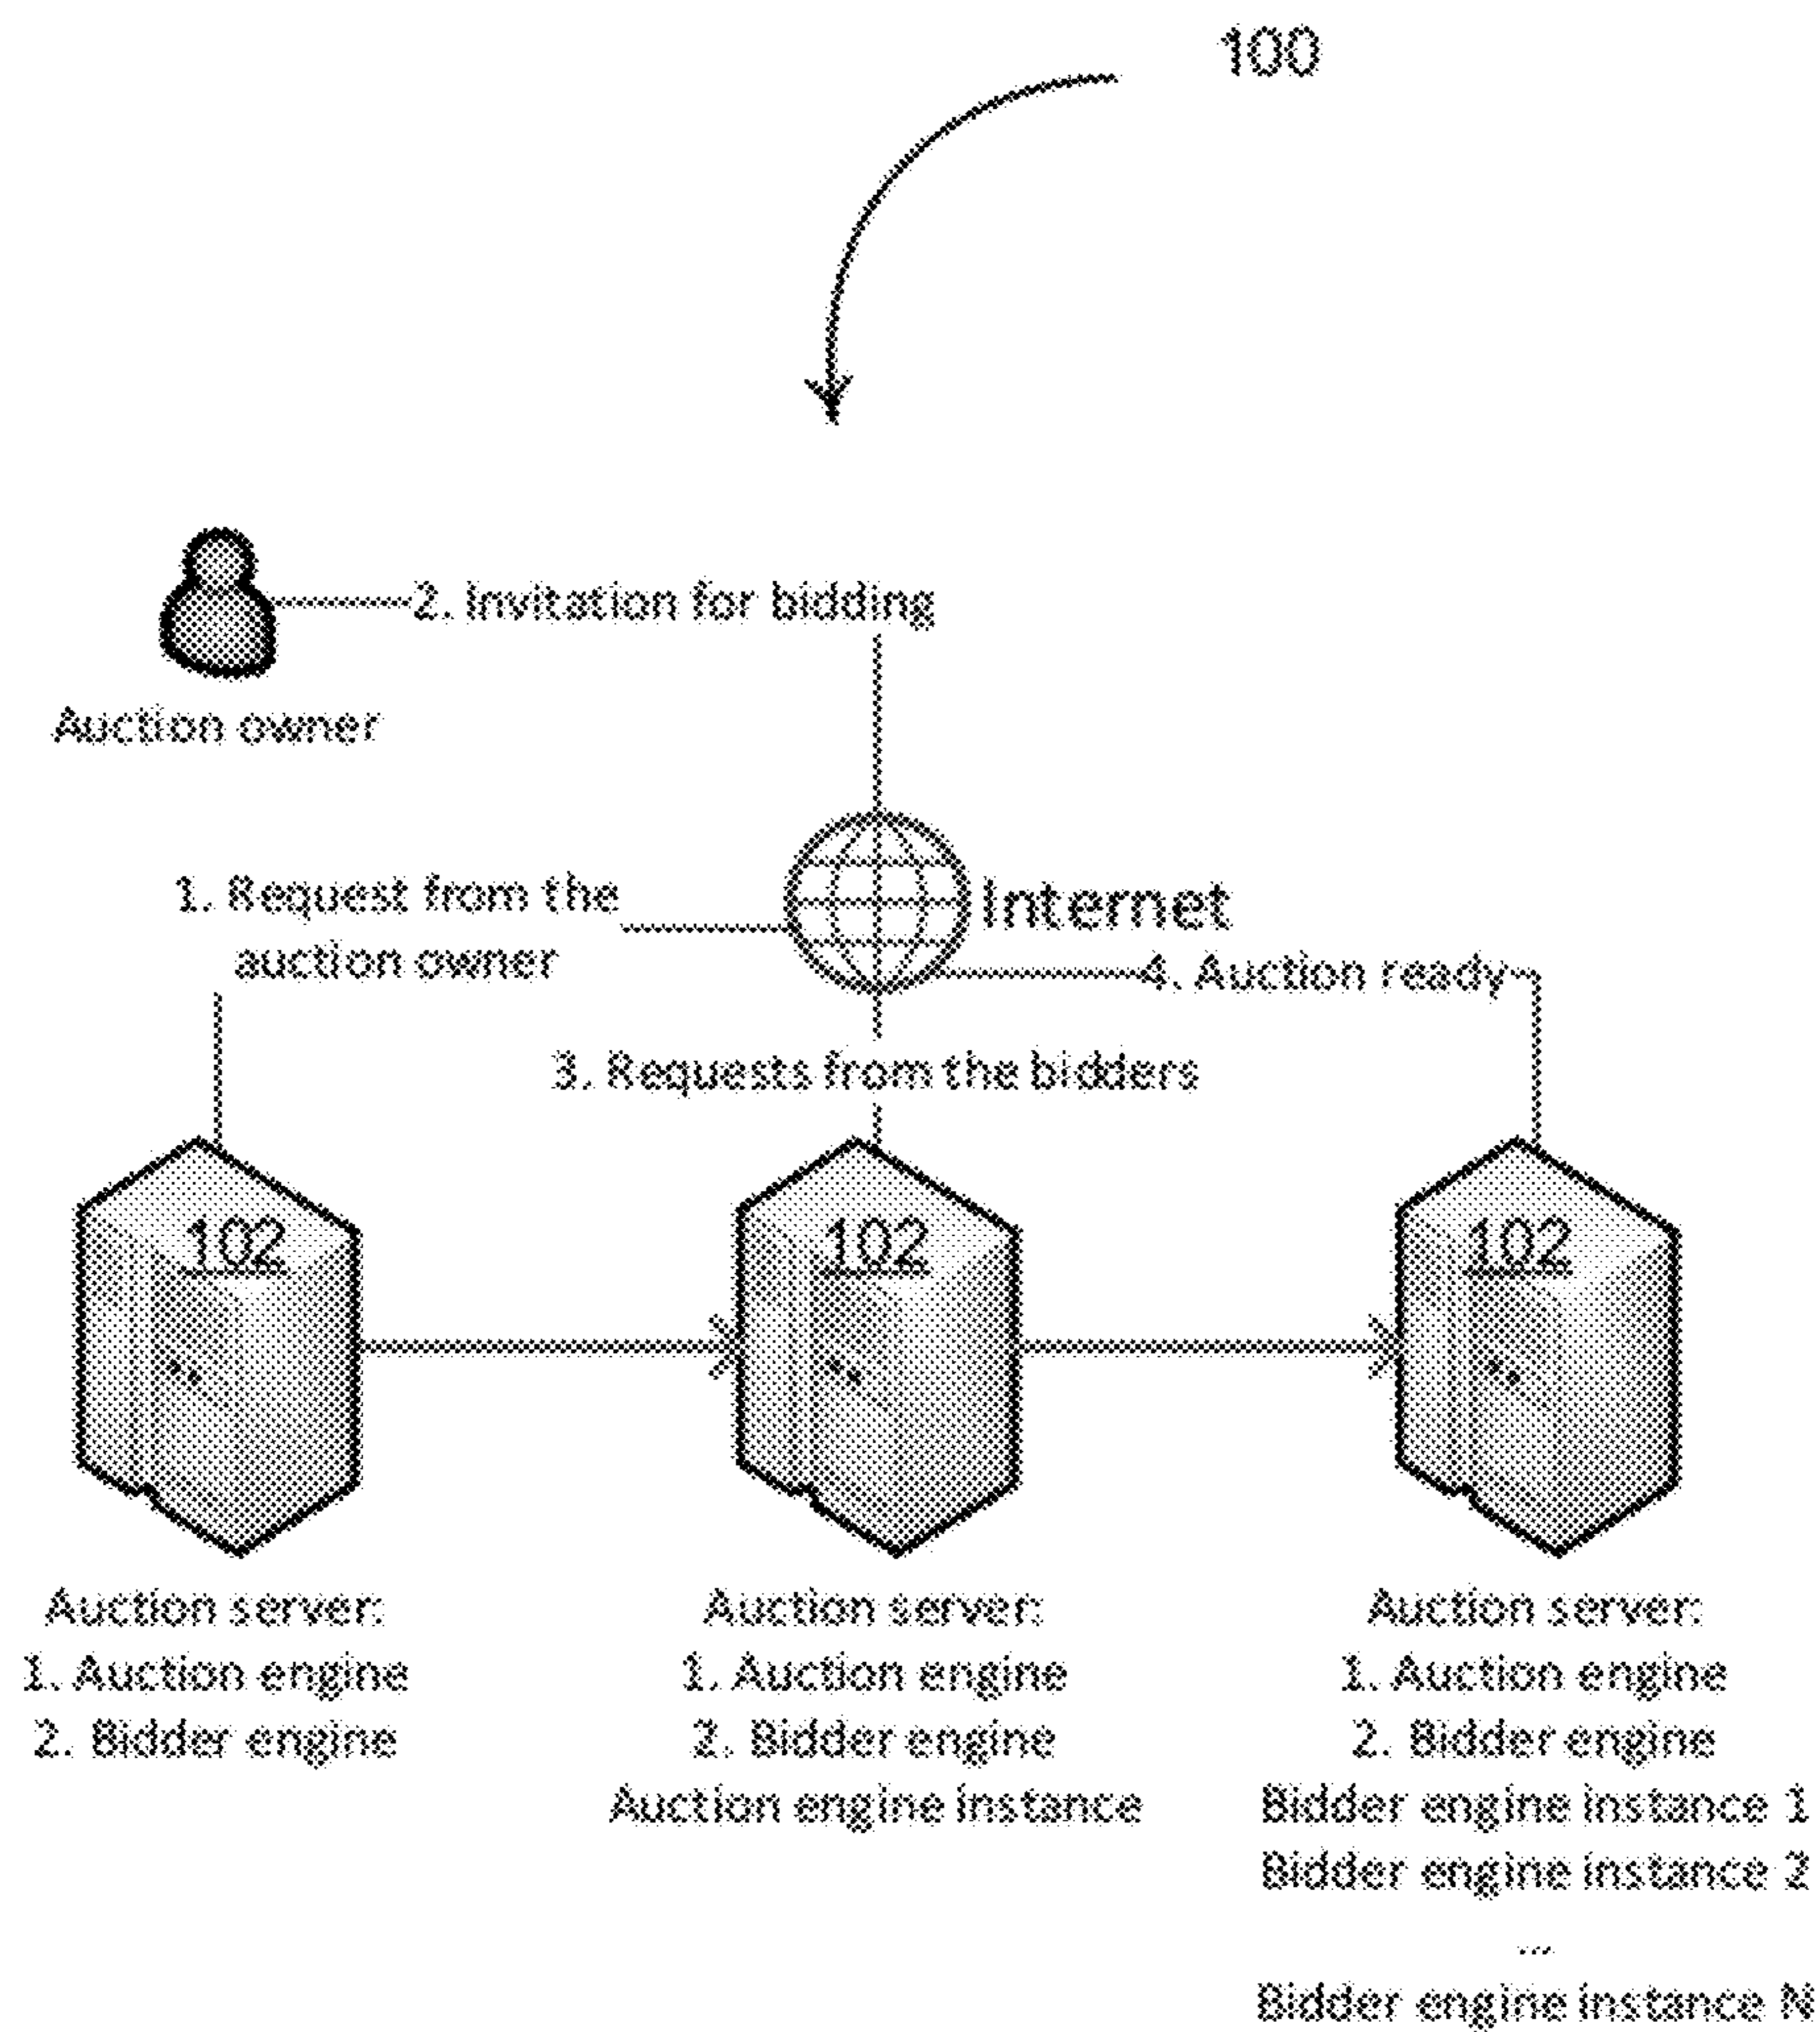 100
2. Invitation for bidding
Auction owner
1. Request from the
auction owner
Internet
4. Auction ready
3. Requests from the bidders
102
102
102
Auction server:
1. Auction engine
2. Bidder engine
Auction server:
1. Auction engine
2. Bidder engine
Auction engine instance
Auction server:
1. Auction engine
2. Bidder engine
Bidder engine instance 1
Bidder engine instance 2
...
Bidder engine instance N